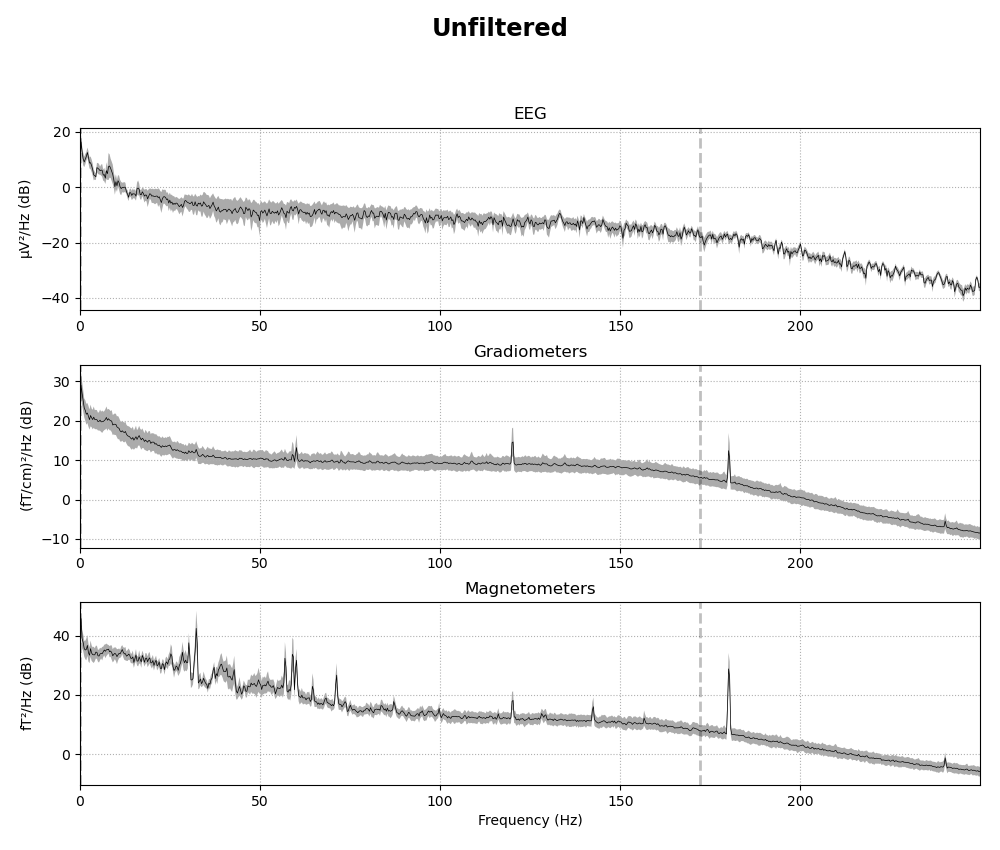 Unfiltered
EEG
µV²/Hz (dB)
20
0
−20
−40
0 50 100 150 200
Gradiometers
(fT/cm)²/Hz (dB)
30
20
10
0
−10
0 50 100 150 200
Magnetometers
fT²/Hz (dB)
40
20
0
0 50 100 150 200
Frequency (Hz)